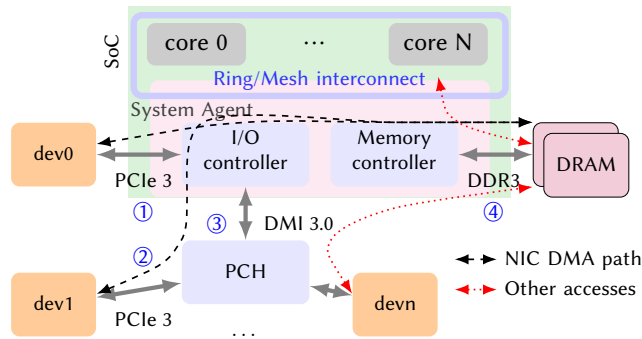 SoC
core 0
...
core N
Ring/Mesh interconnect
System Agent
I/O
controller
Memory
controller
dev0
DRAM
PCIe 3
DDR3
①
③
④
DMI 3.0
②
PCH
NIC DMA path
dev1
devn
Other accesses
PCIe 3
...